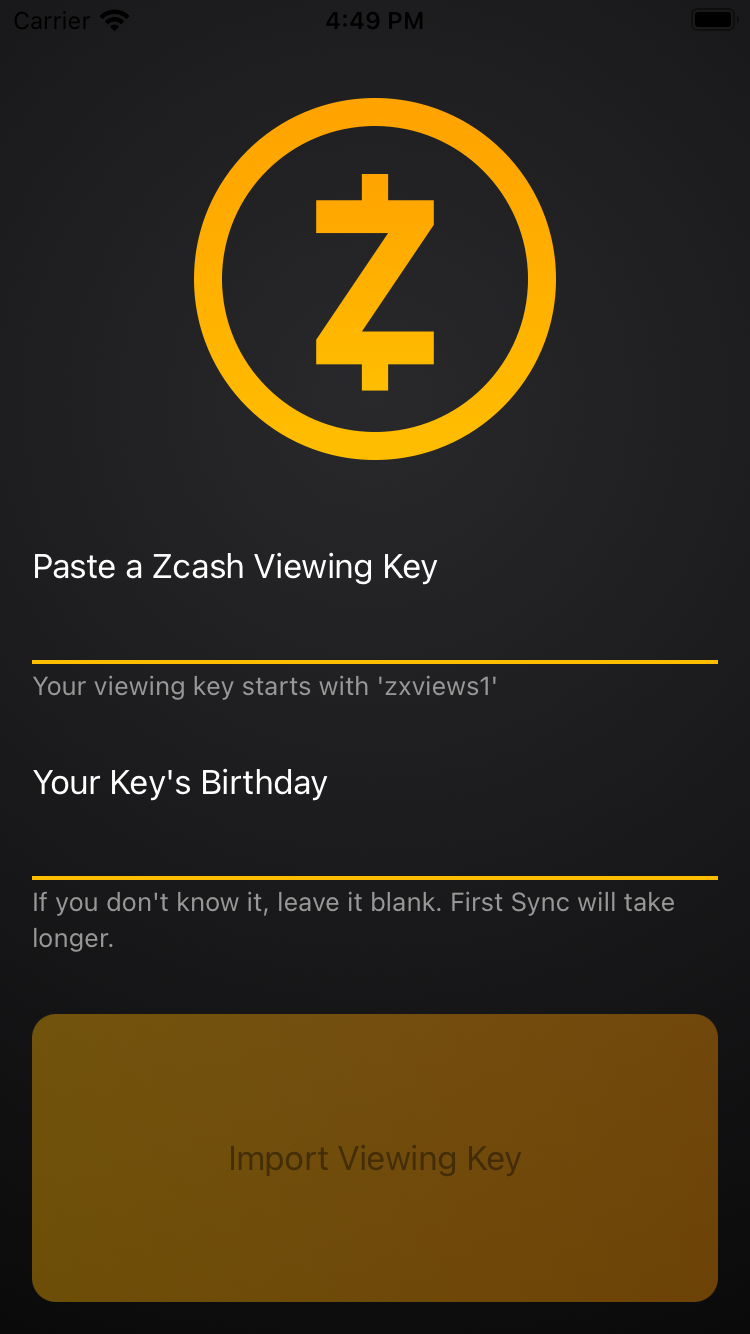 Carrier 4:49 PM
Paste a Zcash Viewing Key
Your viewing key starts with 'zxviews1'
Your Key's Birthday
If you don't know it, leave it blank. First Sync will take
longer.
Import Viewing Key